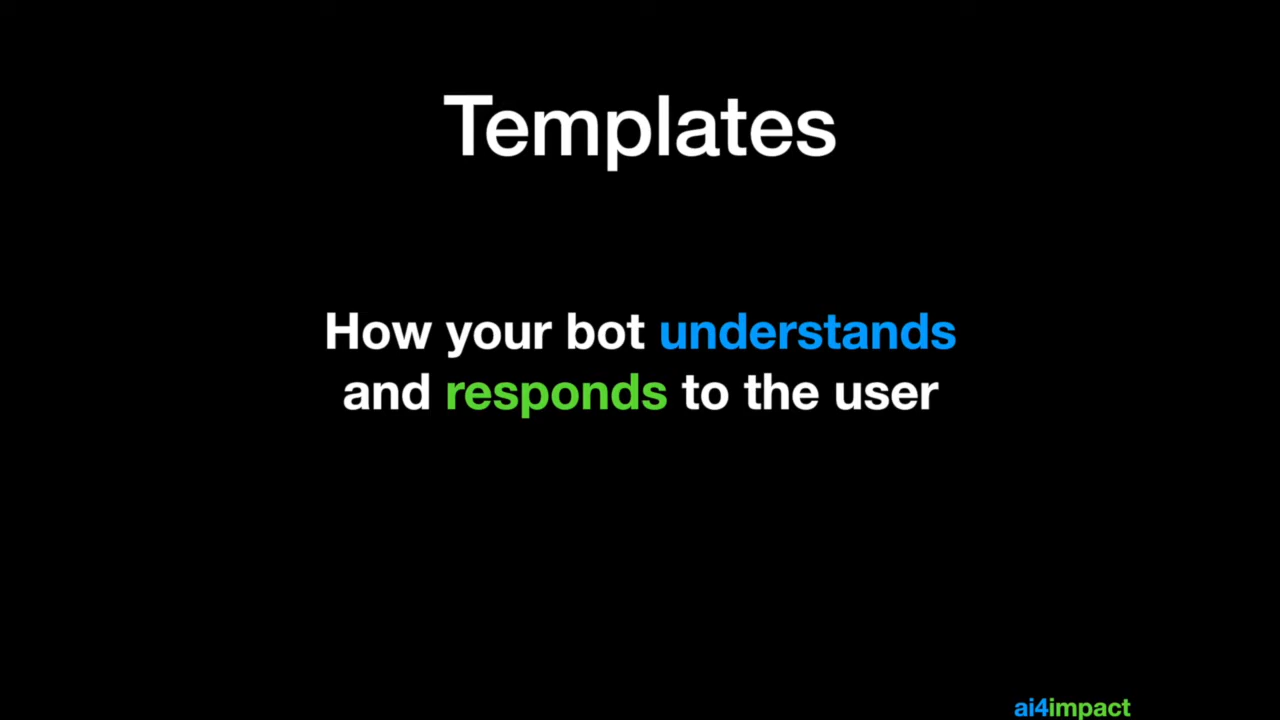 Templates
How your bot understands
and responds to the user
ai4impact